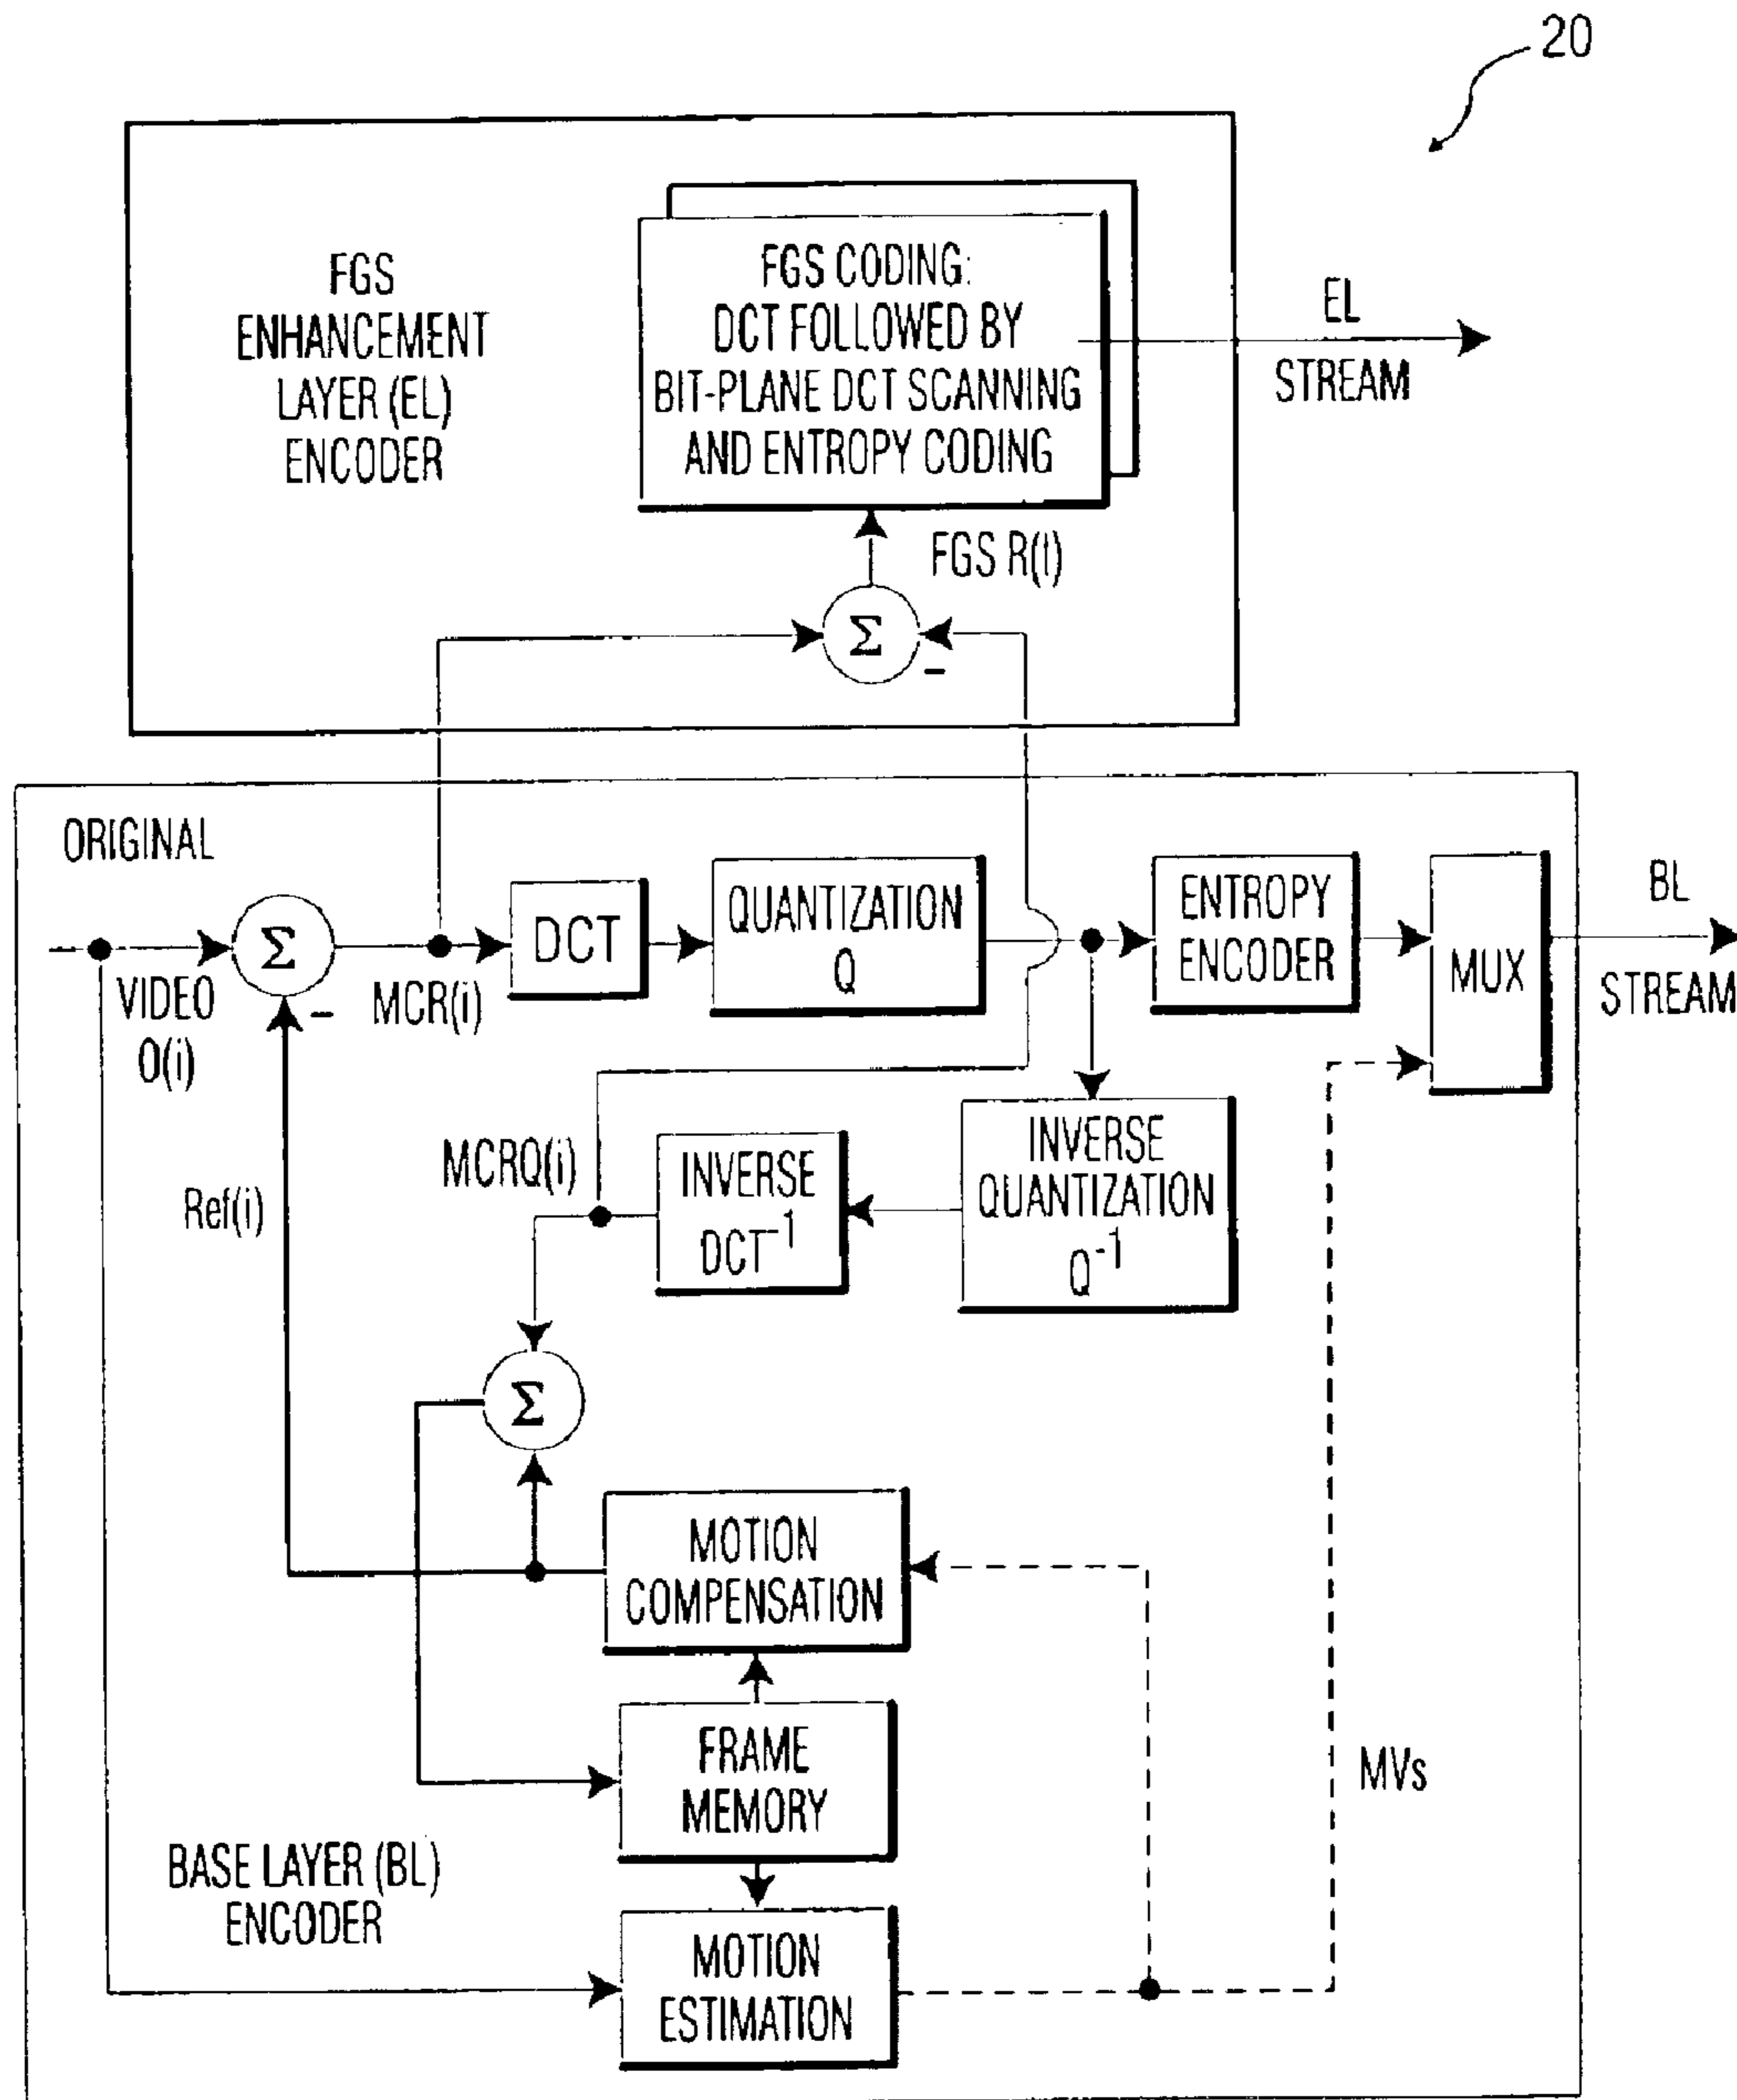 20
FGS
ENHANCEMENT
LAYER (EL)
ENCODER
FGS CODING:
DCT FOLLOWED BY
BIT-PLANE DCT SCANNING
AND ENTROPY CODING
EL
STREAM
FGS R(i)
Σ
-
ORIGINAL
VIDEO
O(i)
Σ
-
MCR(i)
DCT
QUANTIZATION
Q
ENTROPY
ENCODER
MUX
BL
STREAM
Ref(i)
MCRQ(i)
INVERSE
DCT-1
INVERSE
QUANTIZATION
Q-1
Σ
MOTION
COMPENSATION
FRAME
MEMORY
MVs
BASE LAYER (BL)
ENCODER
MOTION
ESTIMATION